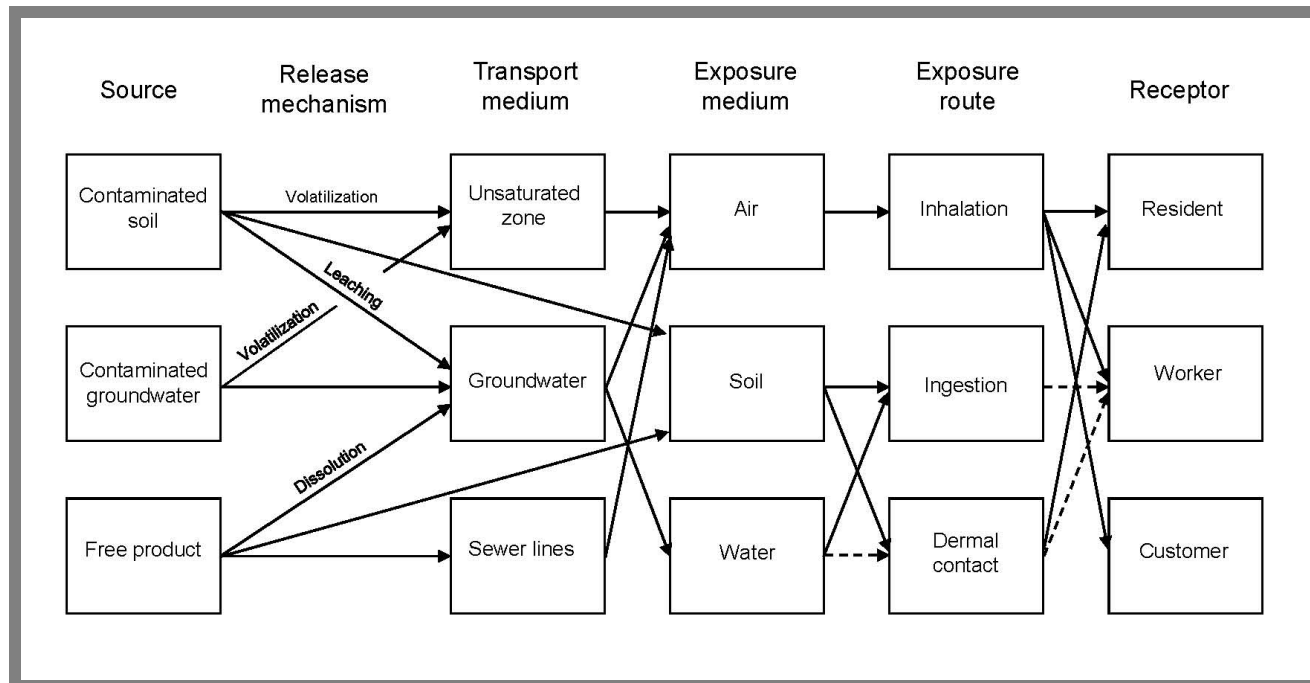 Source
Release
mechanism
Transport
medium
Exposure
medium
Exposure
route
Receptor
Contaminated
soil
Volatilization
Unsaturated
zone
Air
Inhalation
Resident
Leaching
Volatilization
Contaminated
groundwater
Groundwater
Soil
Ingestion
Worker
Dissolution
Free product
Sewer lines
Water
Dermal
contact
Customer